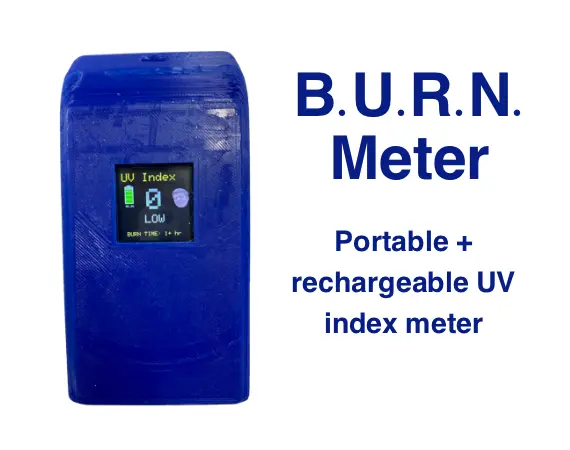 UV Index
0
LOW
BURN TIME: 1+ hr
B.U.R.N.
Meter
Portable +
rechargeable UV
index meter